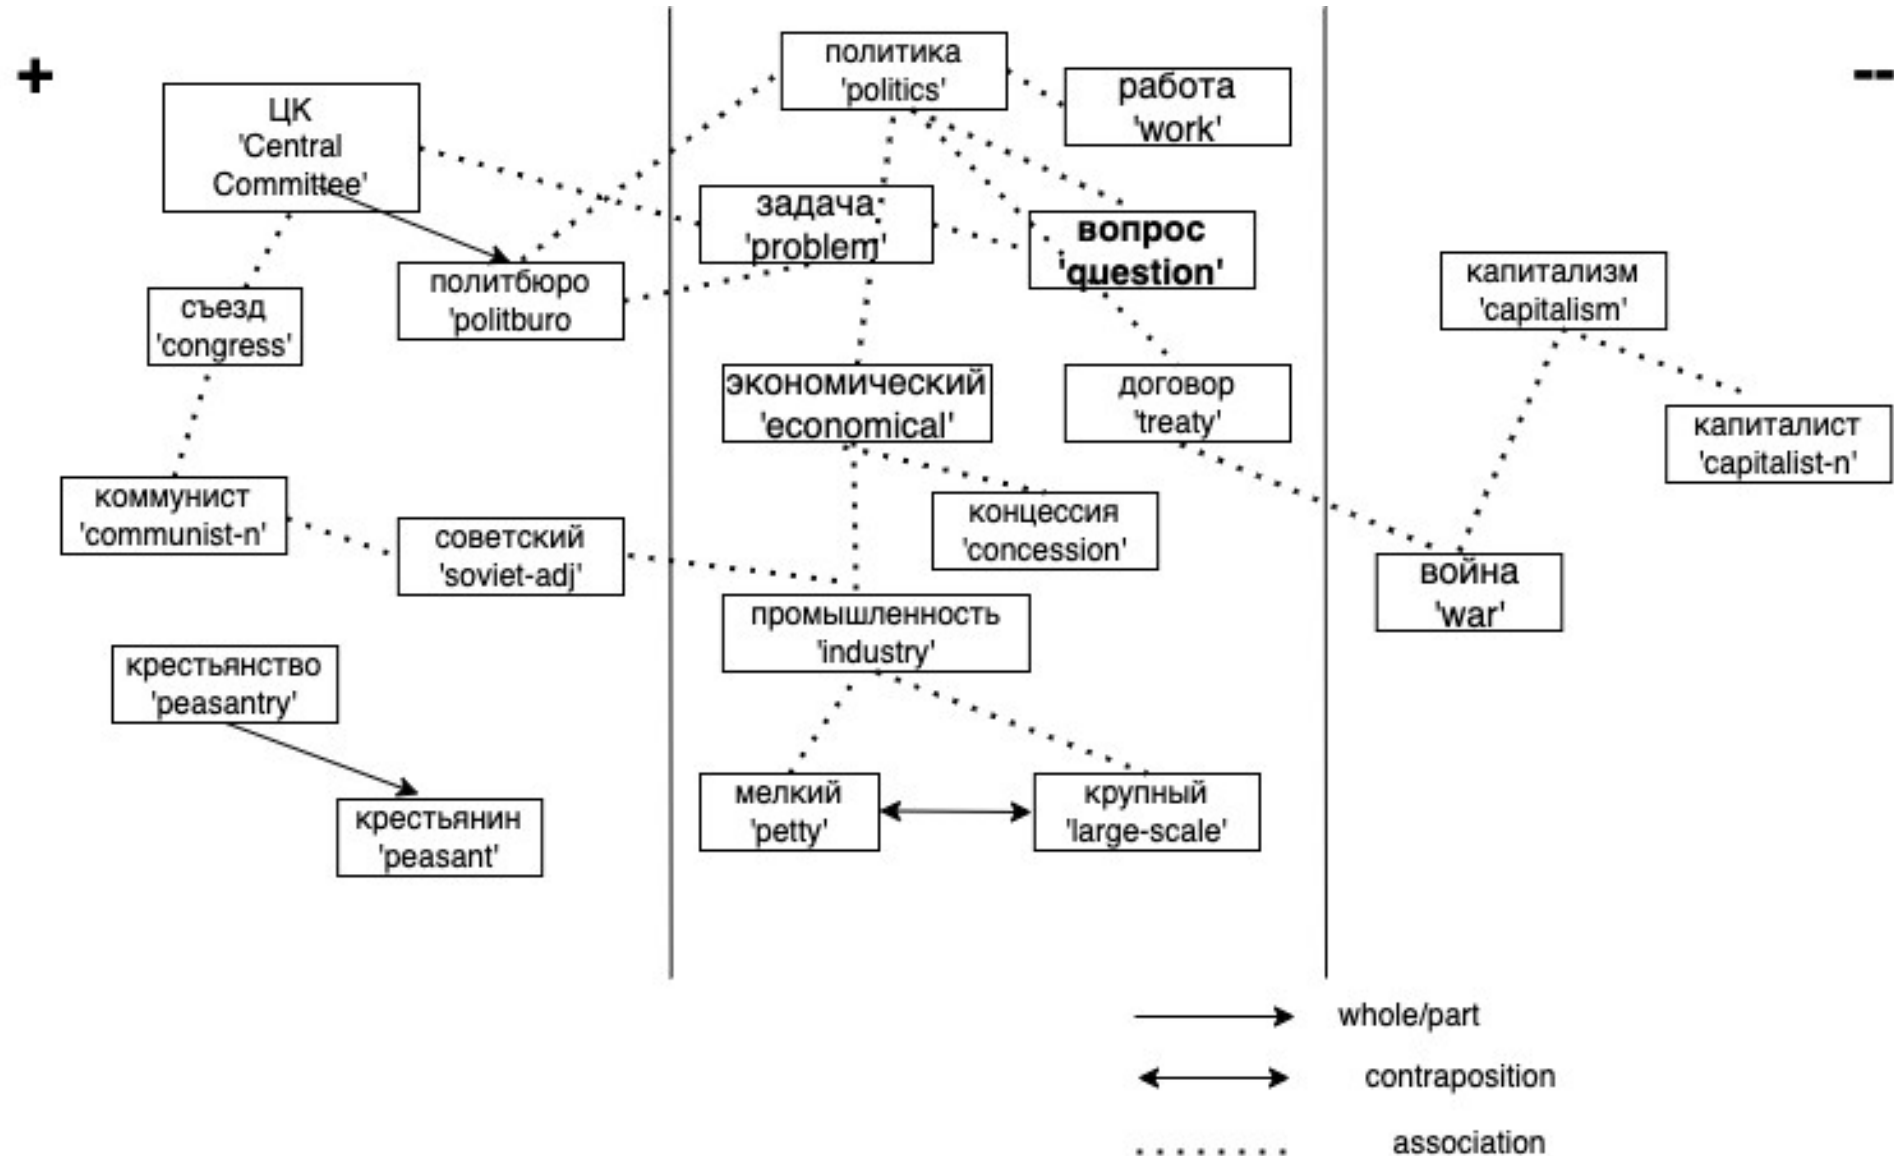 +
--
ЦК
'Central
Committee'
политика
'politics'
работа
'work'
задача
'problem'
вопрос
'question'
политбюро
'politburo
съезд
'congress'
капитализм
'capitalism'
экономический
'economical'
договор
'treaty'
капиталист
'capitalist-n'
коммунист
'communist-n'
советский
'soviet-adj'
концессия
'concession'
война
'war'
промышленность
'industry'
крестьянство
'peasantry'
крестьянин
'peasant'
мелкий
'petty'
крупный
'large-scale'
whole/part
contraposition
association